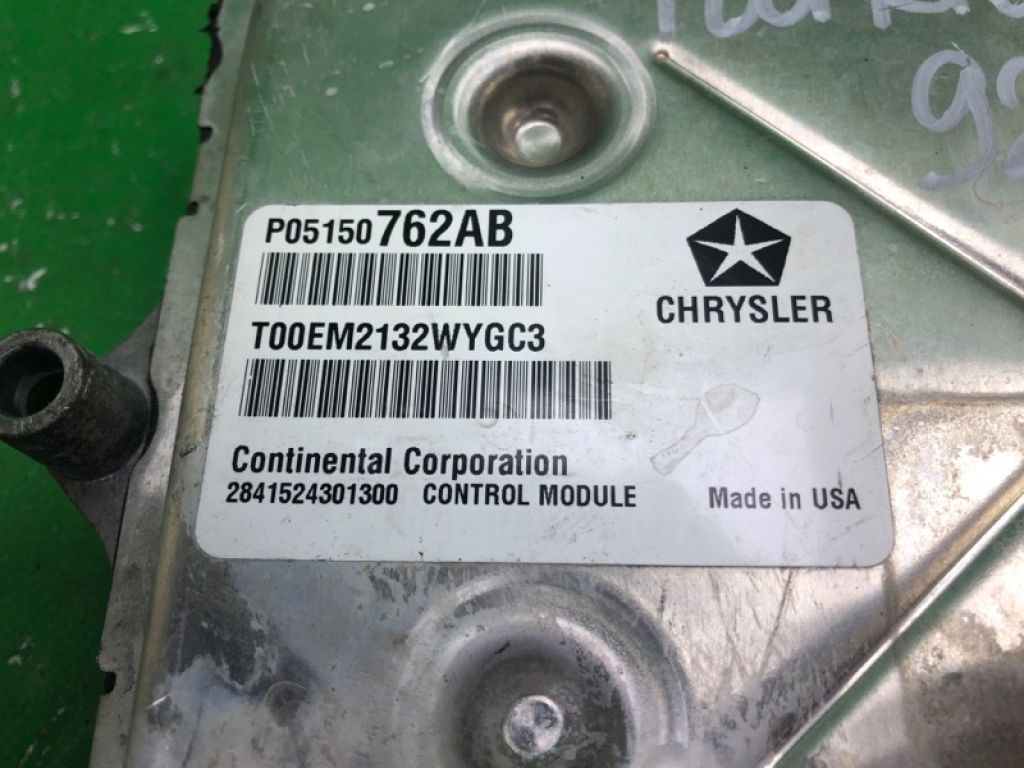 P05150762AB
CHRYSLER
T00EM2132WYGC3
Continental Corporation
2841524301300 CONTROL MODULE Made in USA